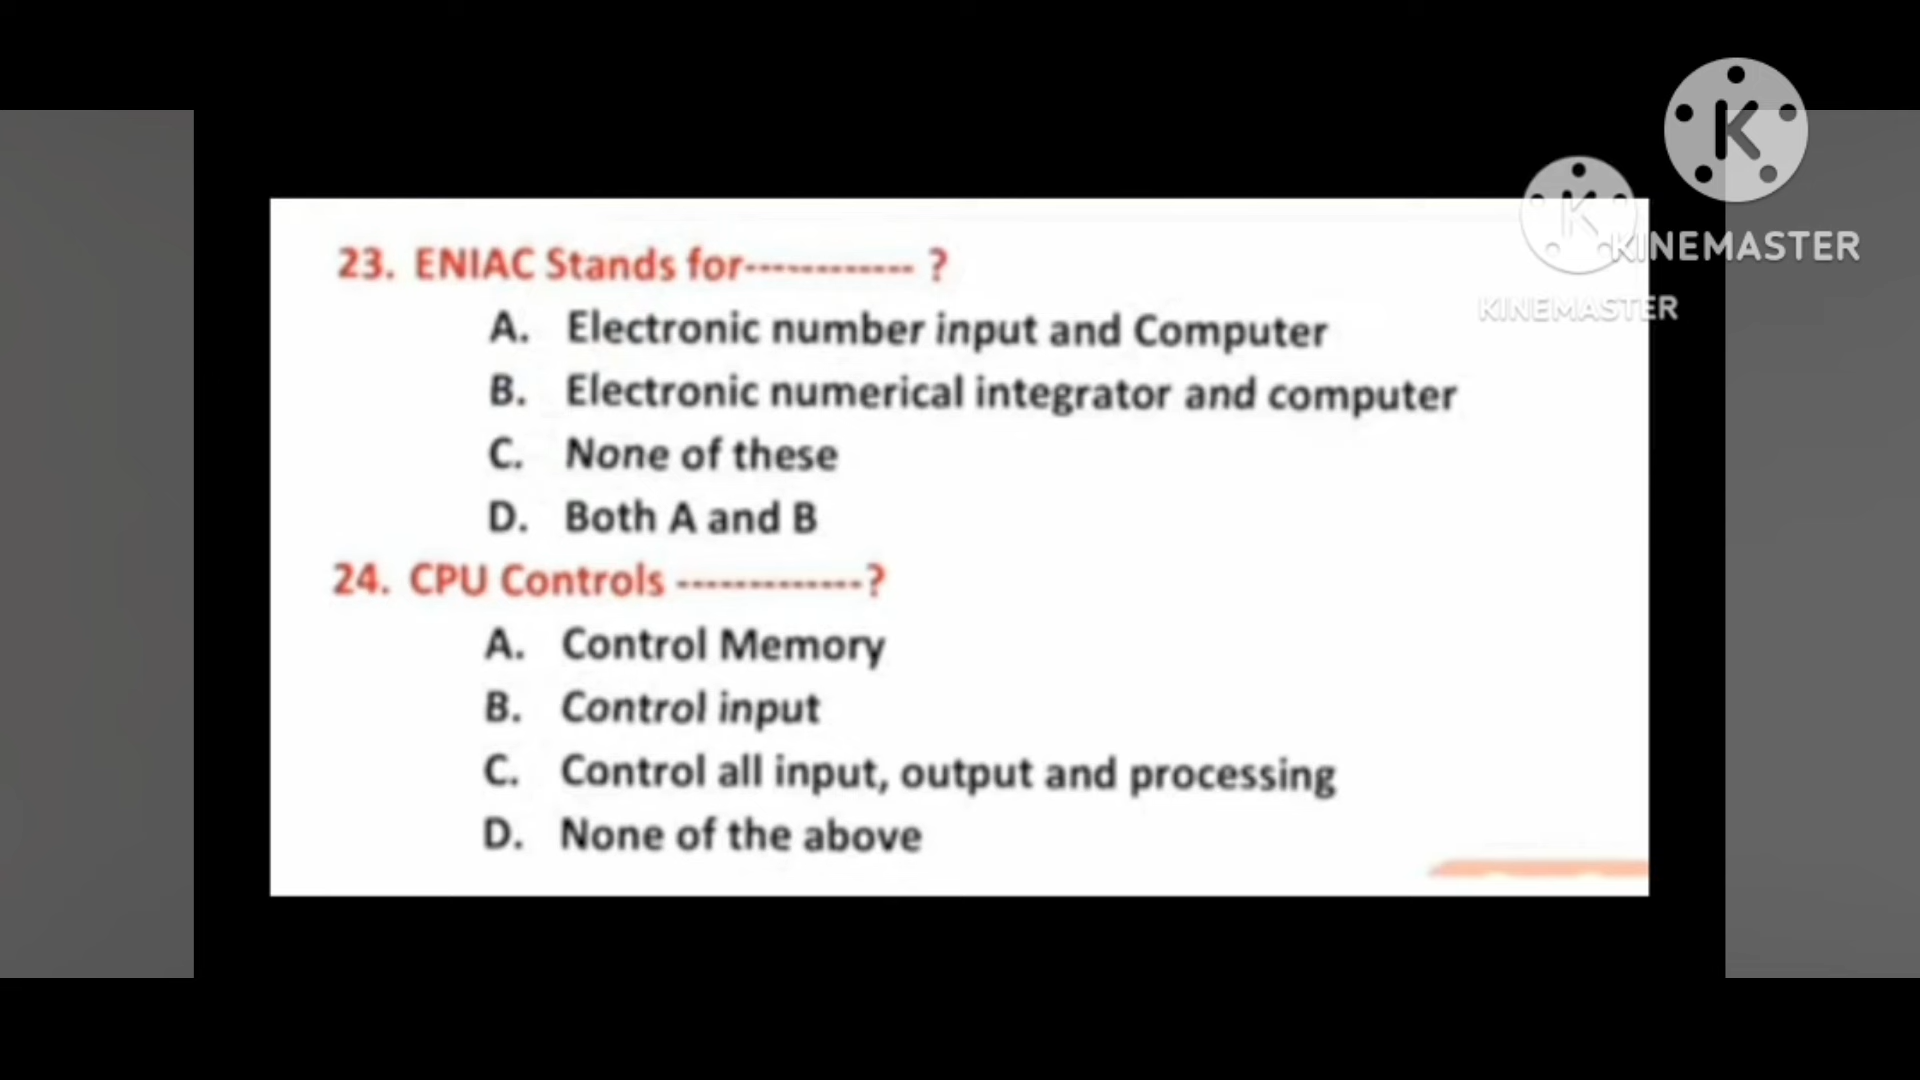 KINEMASTER
KINEMASTER
23. ENIAC Stands for------------ ?
A. Electronic number input and Computer
B. Electronic numerical integrator and computer
C. None of these
D. Both A and B
24. CPU Controls -------------?
A. Control Memory
B. Control input
C. Control all input, output and processing
D. None of the above